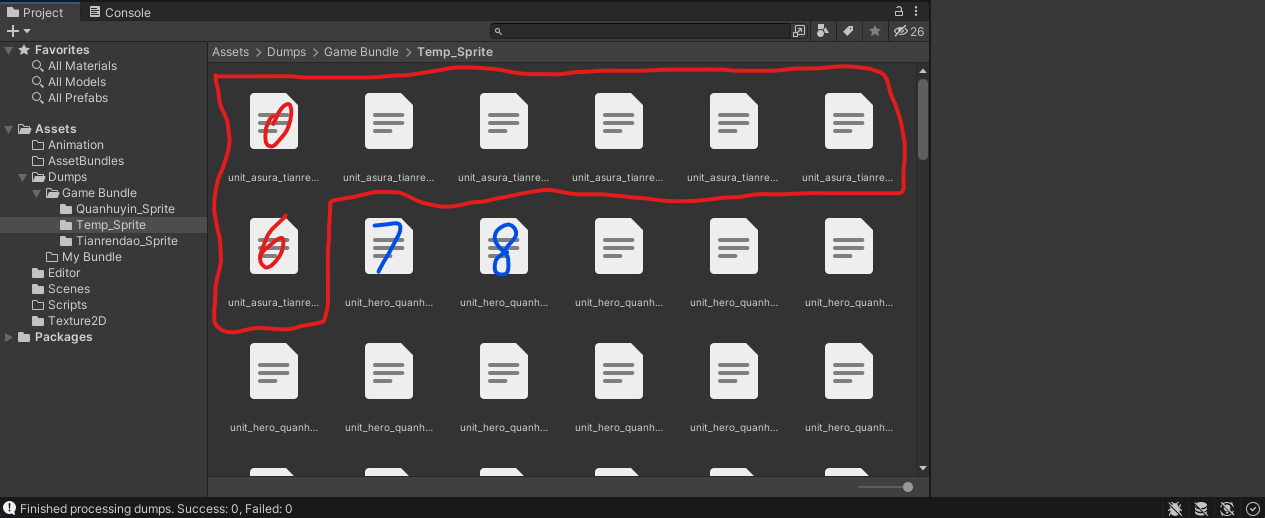 Project Console
26
Favorites
All Materials
All Models
All Prefabs
Assets
Animation
AssetBundles
Dumps
Game Bundle
Quanhuyin_Sprite
Temp_Sprite
Tianrendao_Sprite
My Bundle
Editor
Scenes
Scripts
Texture2D
Packages
Assets > Dumps > Game Bundle > Temp_Sprite
0
unit_asura_tianre... unit_asura_tianre... unit_asura_tianre... unit_asura_tianre... unit_asura_tianre... unit_asura_tianre...
6 7 8
unit_asura_tianre... unit_hero_quanh... unit_hero_quanh... unit_hero_quanh... unit_hero_quanh... unit_hero_quanh...
unit_hero_quanh... unit_hero_quanh... unit_hero_quanh... unit_hero_quanh... unit_hero_quanh... unit_hero_quanh...
Finished processing dumps. Success: 0, Failed: 0